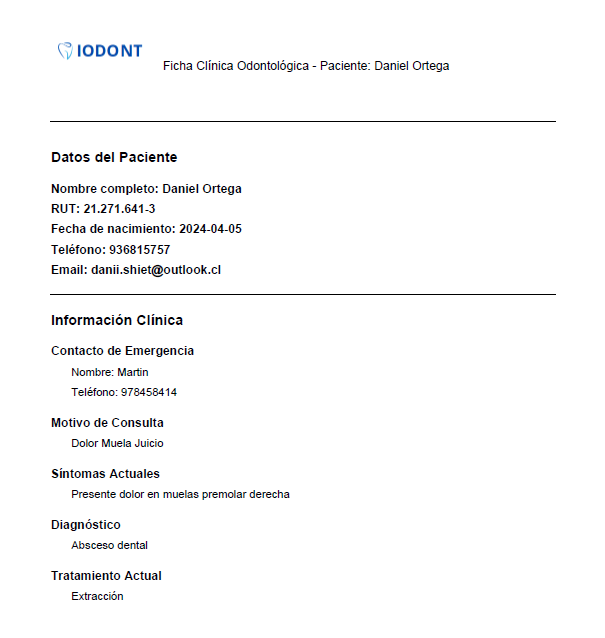 IODONT
Ficha Clínica Odontológica - Paciente: Daniel Ortega
Datos del Paciente
Nombre completo: Daniel Ortega
RUT: 21.271.641-3
Fecha de nacimiento: 2024-04-05
Teléfono: 936815757
Email: danii.shiet@outlook.cl
Información Clínica
Contacto de Emergencia
Nombre: Martin
Teléfono: 978458414
Motivo de Consulta
Dolor Muela Juicio
Síntomas Actuales
Presente dolor en muelas premolar derecha
Diagnóstico
Absceso dental
Tratamiento Actual
Extracción